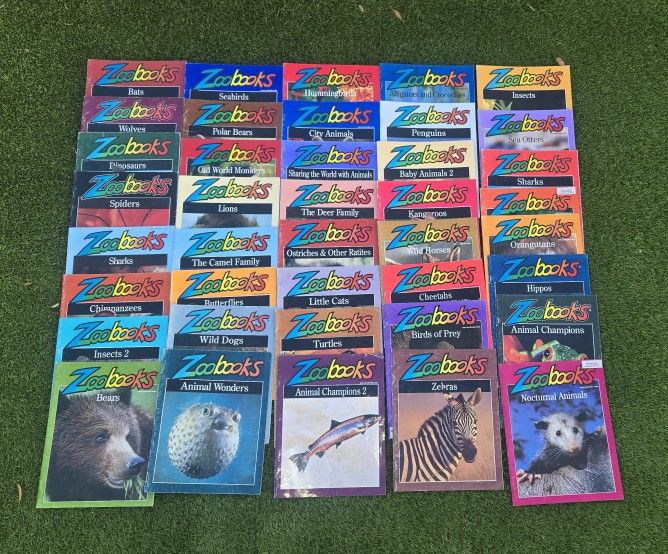 Zoobooks
Bats
Zoobooks
Wolves
Zoobooks
Dinosaurs
Zoobooks
Spiders
Zoobooks
Sharks
Zoobooks
Chimpanzees
Zoobooks
Insects 2
Zoobooks
Bears
Zoobooks
Seabirds
Zoobooks
Polar Bears
Zoobooks
Old World Monkeys
Zoobooks
Lions
Zoobooks
The Camel Family
Zoobooks
Butterflies
Zoobooks
Wild Dogs
Zoobooks
Animal Wonders
Zoobooks
Hummingbirds
Zoobooks
City Animals
Zoobooks
Sharing the World with Animals
Zoobooks
The Deer Family
Zoobooks
Ostriches & Other Ratites
Zoobooks
Little Cats
Zoobooks
Turtles
Zoobooks
Animal Champions 2
Zoobooks
Alligators and Crocodiles
Zoobooks
Penguins
Zoobooks
Baby Animals 2
Zoobooks
Kangaroos
Zoobooks
Wild Horses
Zoobooks
Cheetahs
Zoobooks
Birds of Prey
Zoobooks
Zebras
Zoobooks
Insects
Zoobooks
Sea Otters
Zoobooks
Sharks
Zoobooks
Zoobooks
Orangutans
Zoobooks
Hippos
Zoobooks
Animal Champions
Zoobooks
Nocturnal Animals